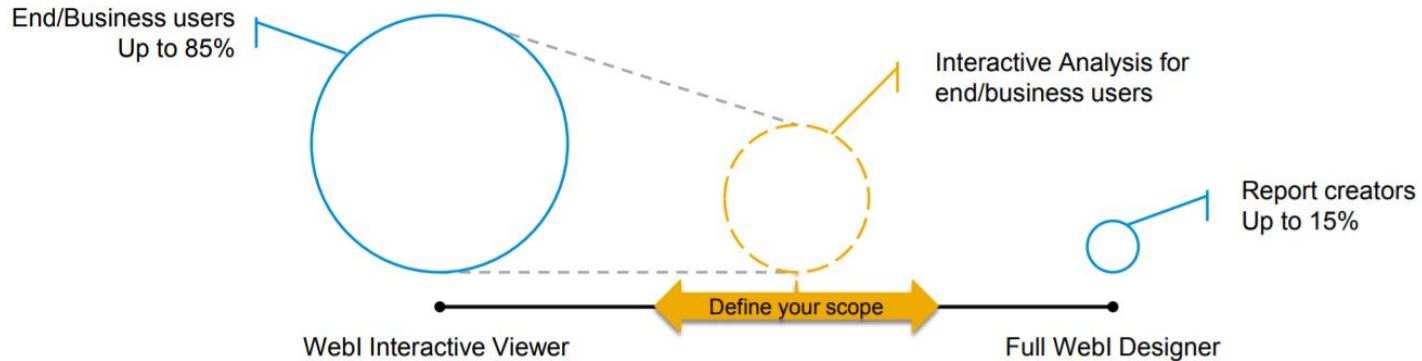 End/Business users
Up to 85%
Interactive Analysis for
end/business users
Report creators
Up to 15%
Define your scope
WebI Interactive Viewer
Full WebI Designer